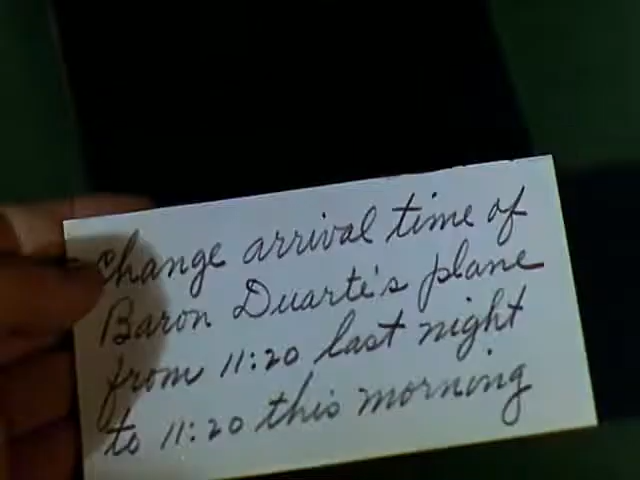 Change arrival time of
Baron Duarte's plane
from 11:20 last night
to 11:20 this morning